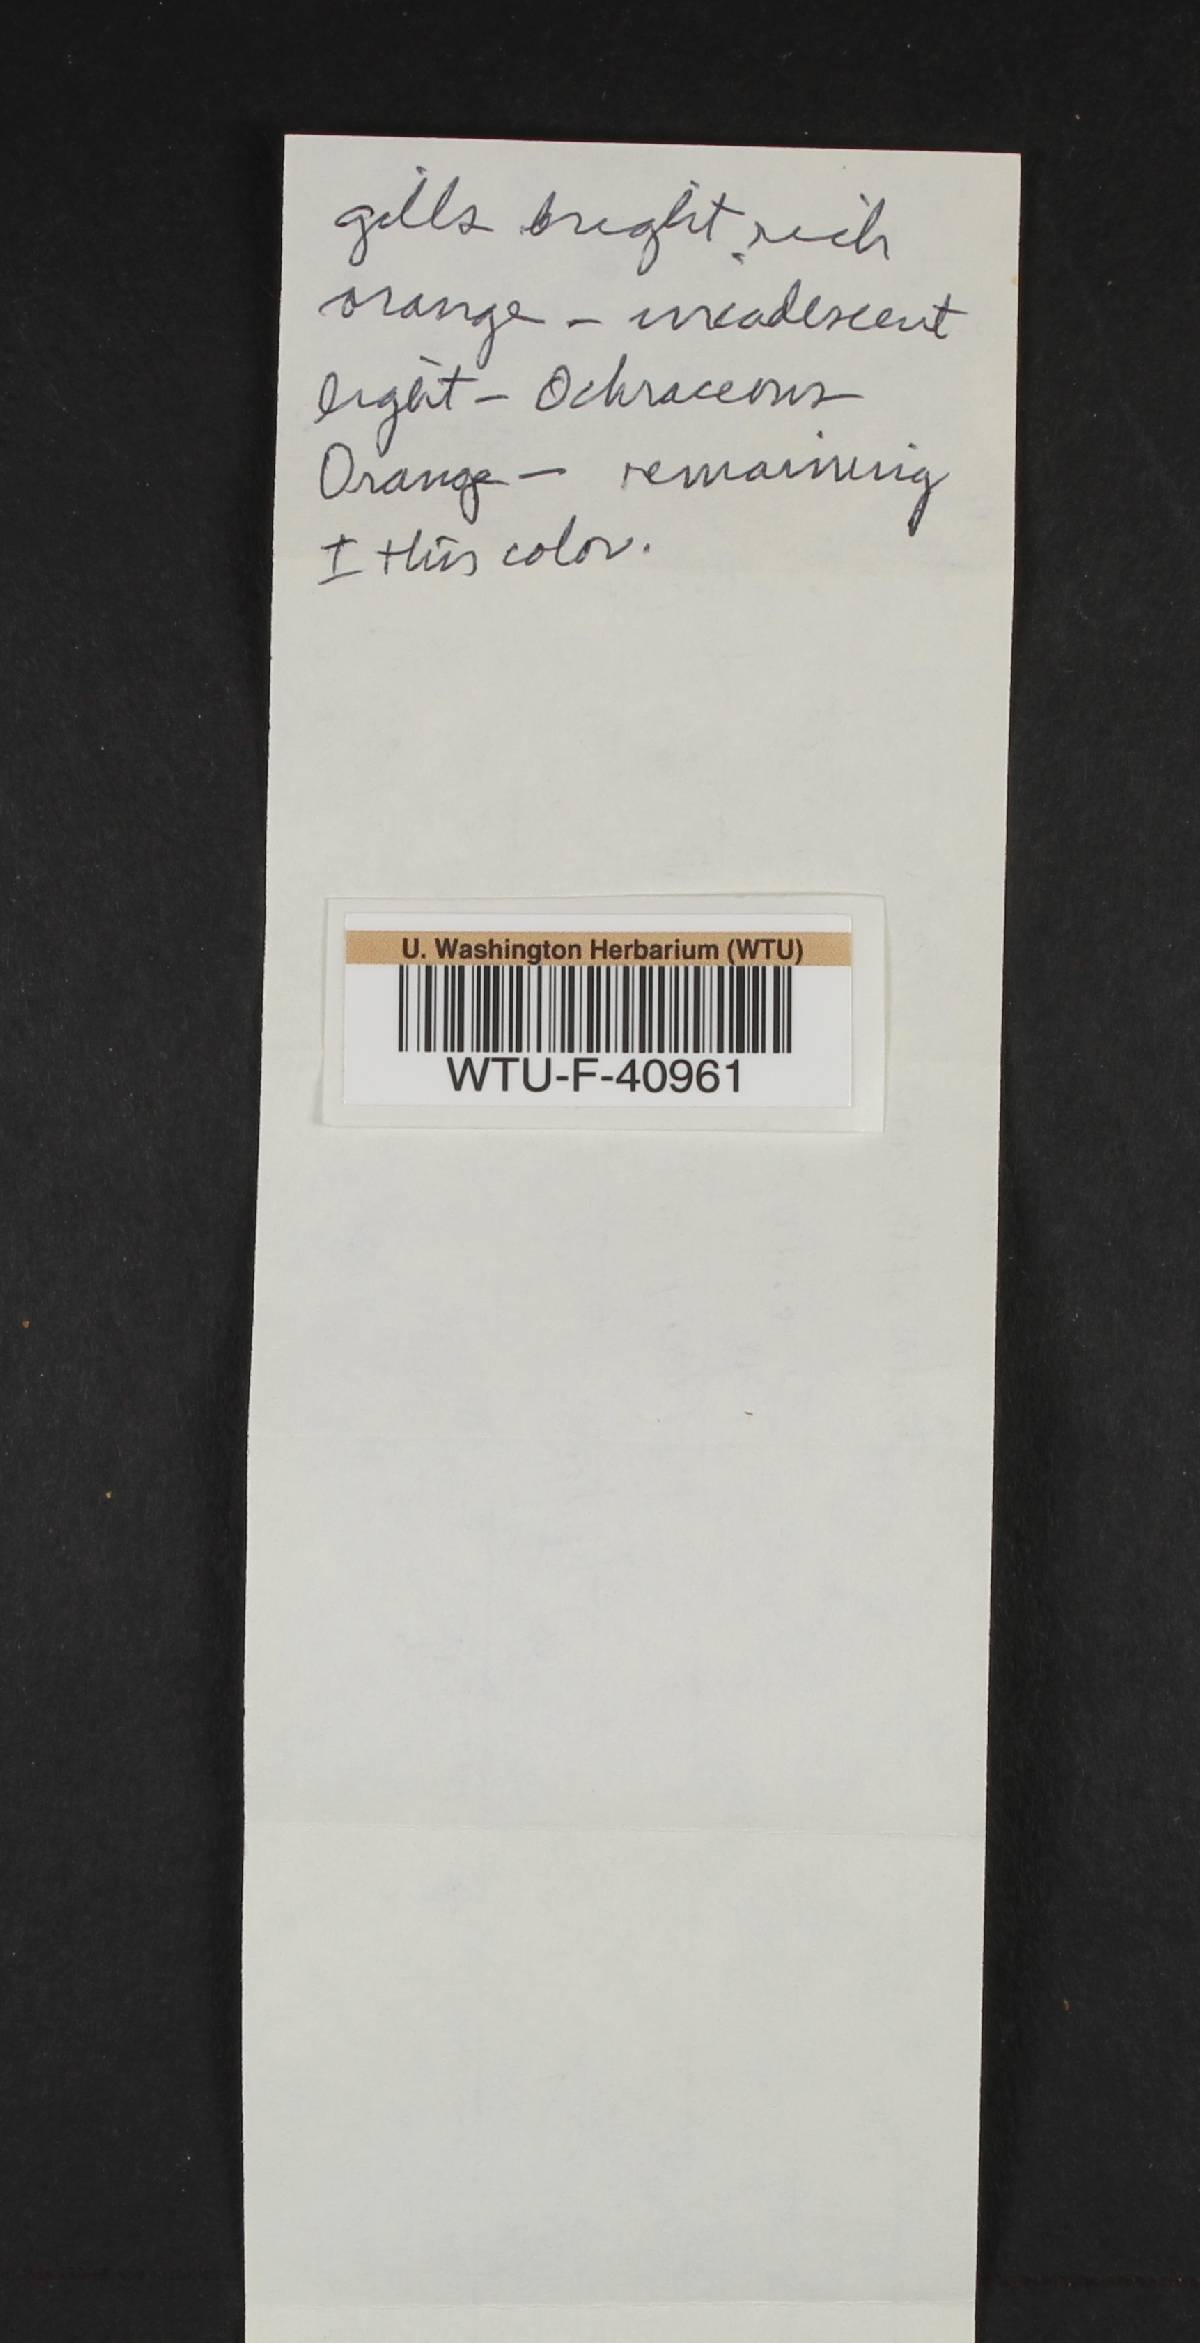 gills bright, rich
orange - incadescent
light - Ochraceous
Orange - remaining
± this color.
U. Washington Herbarium (WTU)
WTU-F-40961